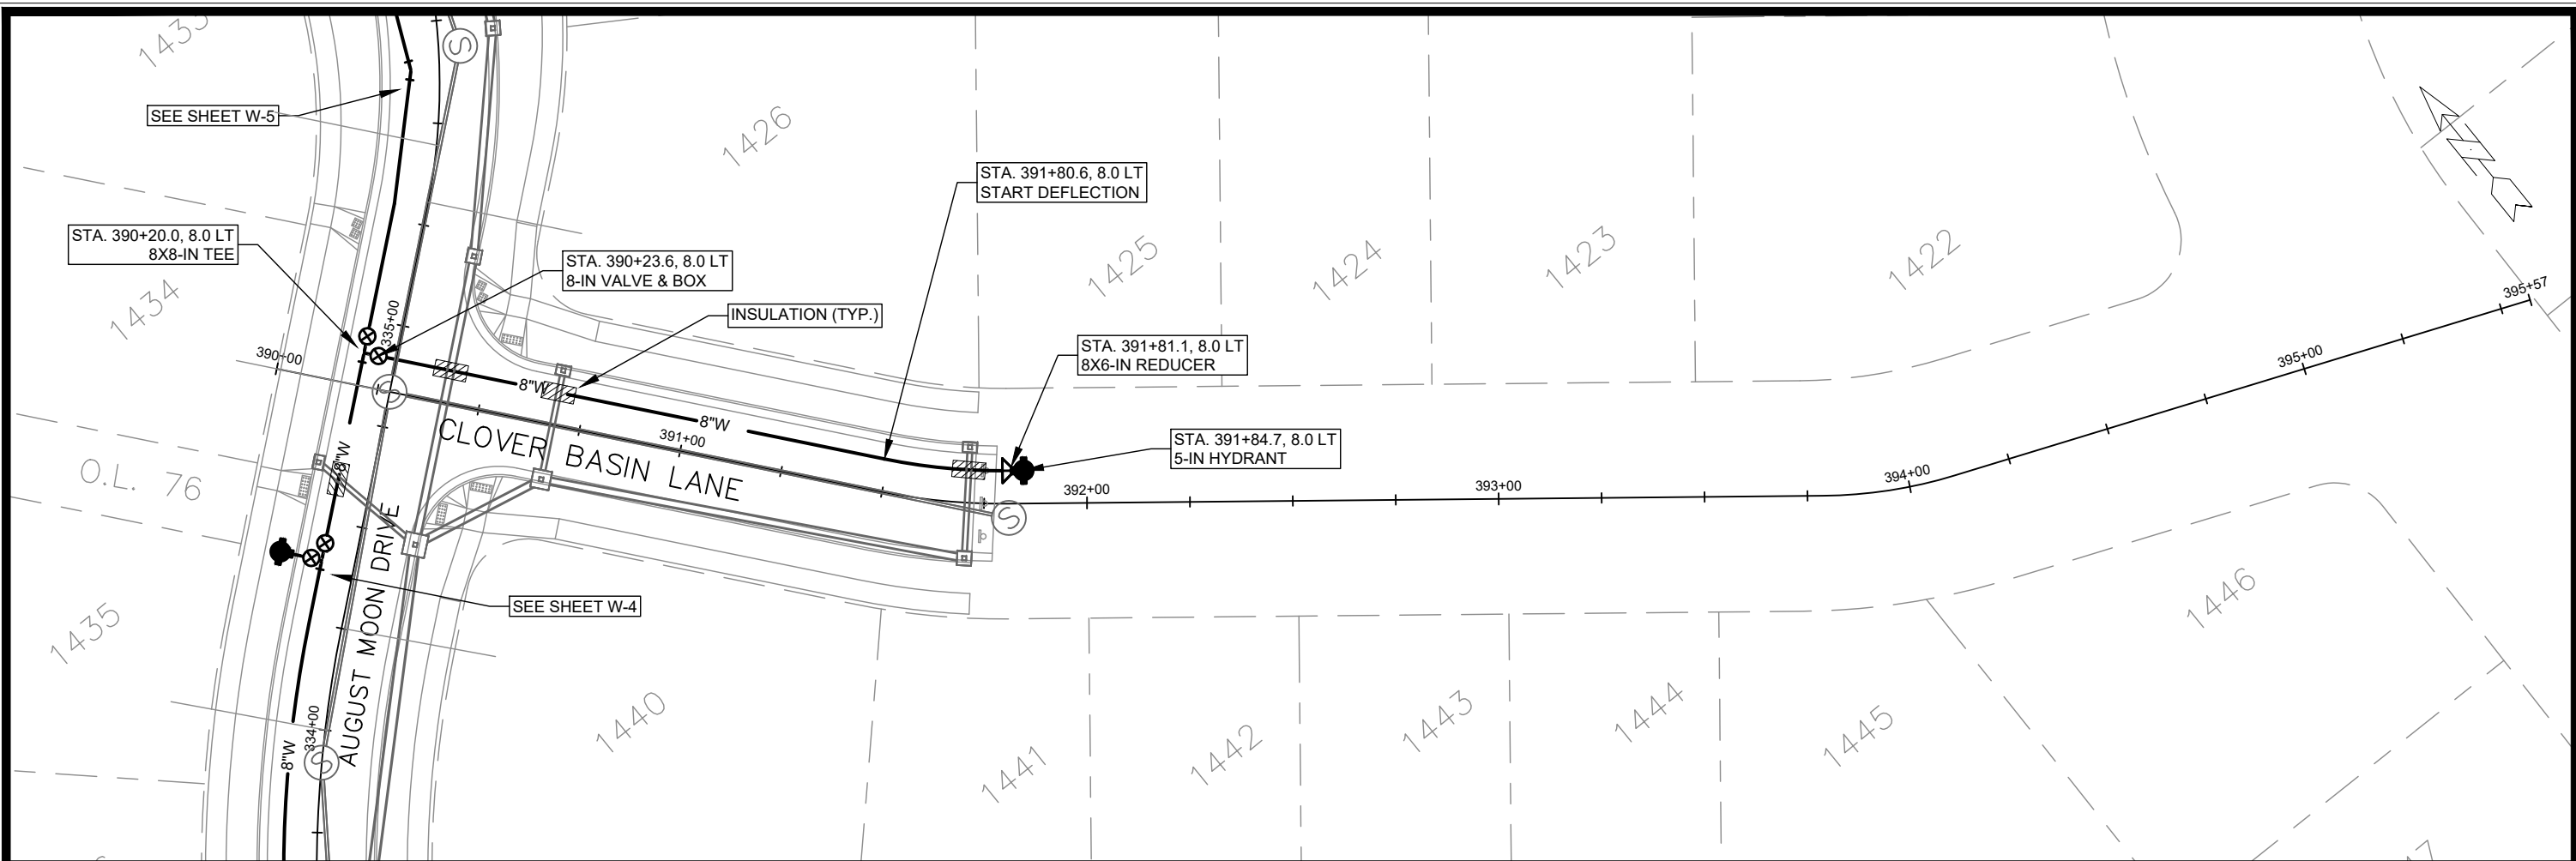 1433
SEE SHEET W-5
1426
STA. 391+80.6, 8.0 LT
START DEFLECTION
STA. 390+20.0, 8.0 LT
8X8-IN TEE
STA. 390+23.6, 8.0 LT
8-IN VALVE & BOX
1425
1424
1423
1422
1434
335+00
INSULATION (TYP.)
395+57
390+00
STA. 391+81.1, 8.0 LT
8X6-IN REDUCER
395+00
8"W
8"W
CLOVER BASIN LANE
391+00
STA. 391+84.7, 8.0 LT
5-IN HYDRANT
8"W
O.L. 76
392+00
393+00
394+00
S
S
S
S
AUGUST MOON DRIVE
SEE SHEET W-4
1435
1446
334+00
8"W
1440
1441
1442
1443
1444
1445